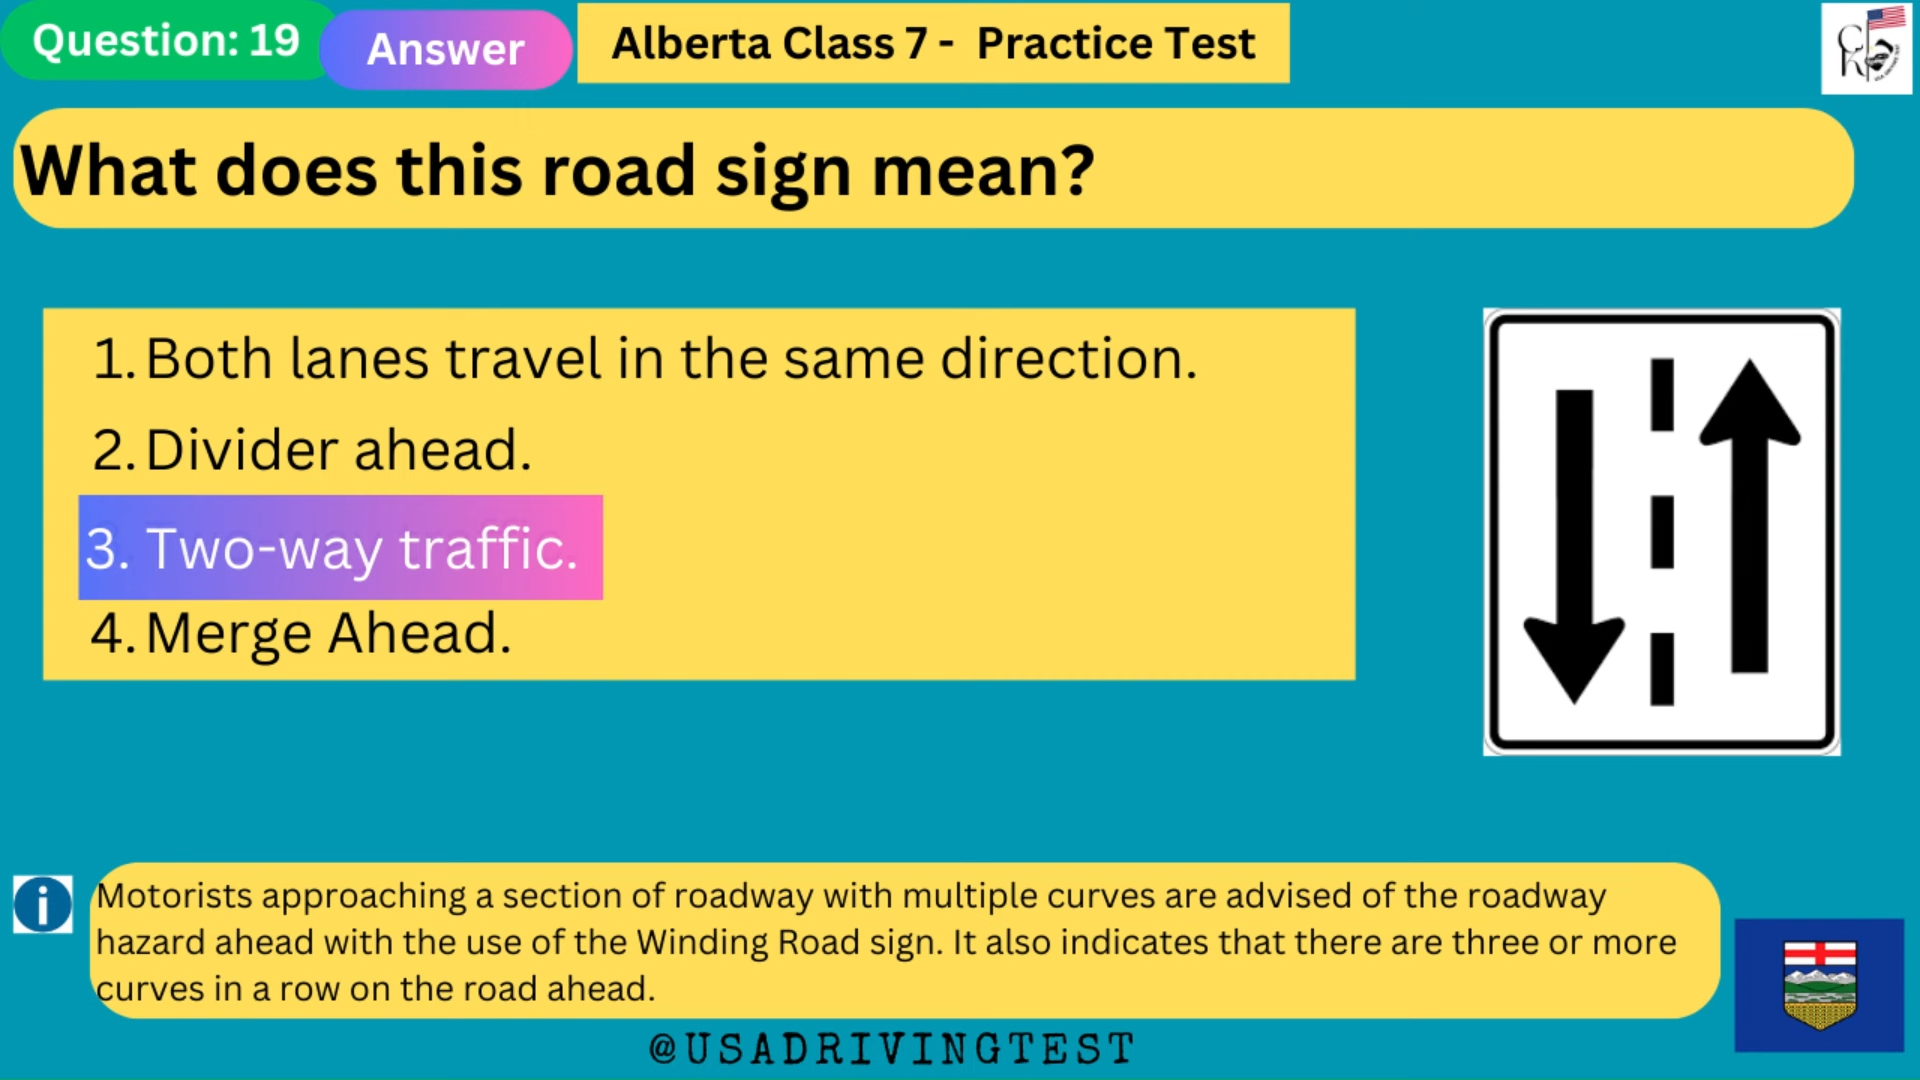 Question: 19
Answer
Alberta Class 7 - Practice Test
What does this road sign mean?
1. Both lanes travel in the same direction.
2. Divider ahead.
3. Two-way traffic.
4. Merge Ahead.
Motorists approaching a section of roadway with multiple curves are advised of the roadway
hazard ahead with the use of the Winding Road sign. It also indicates that there are three or more
curves in a row on the road ahead.
@USADRIVINGTEST